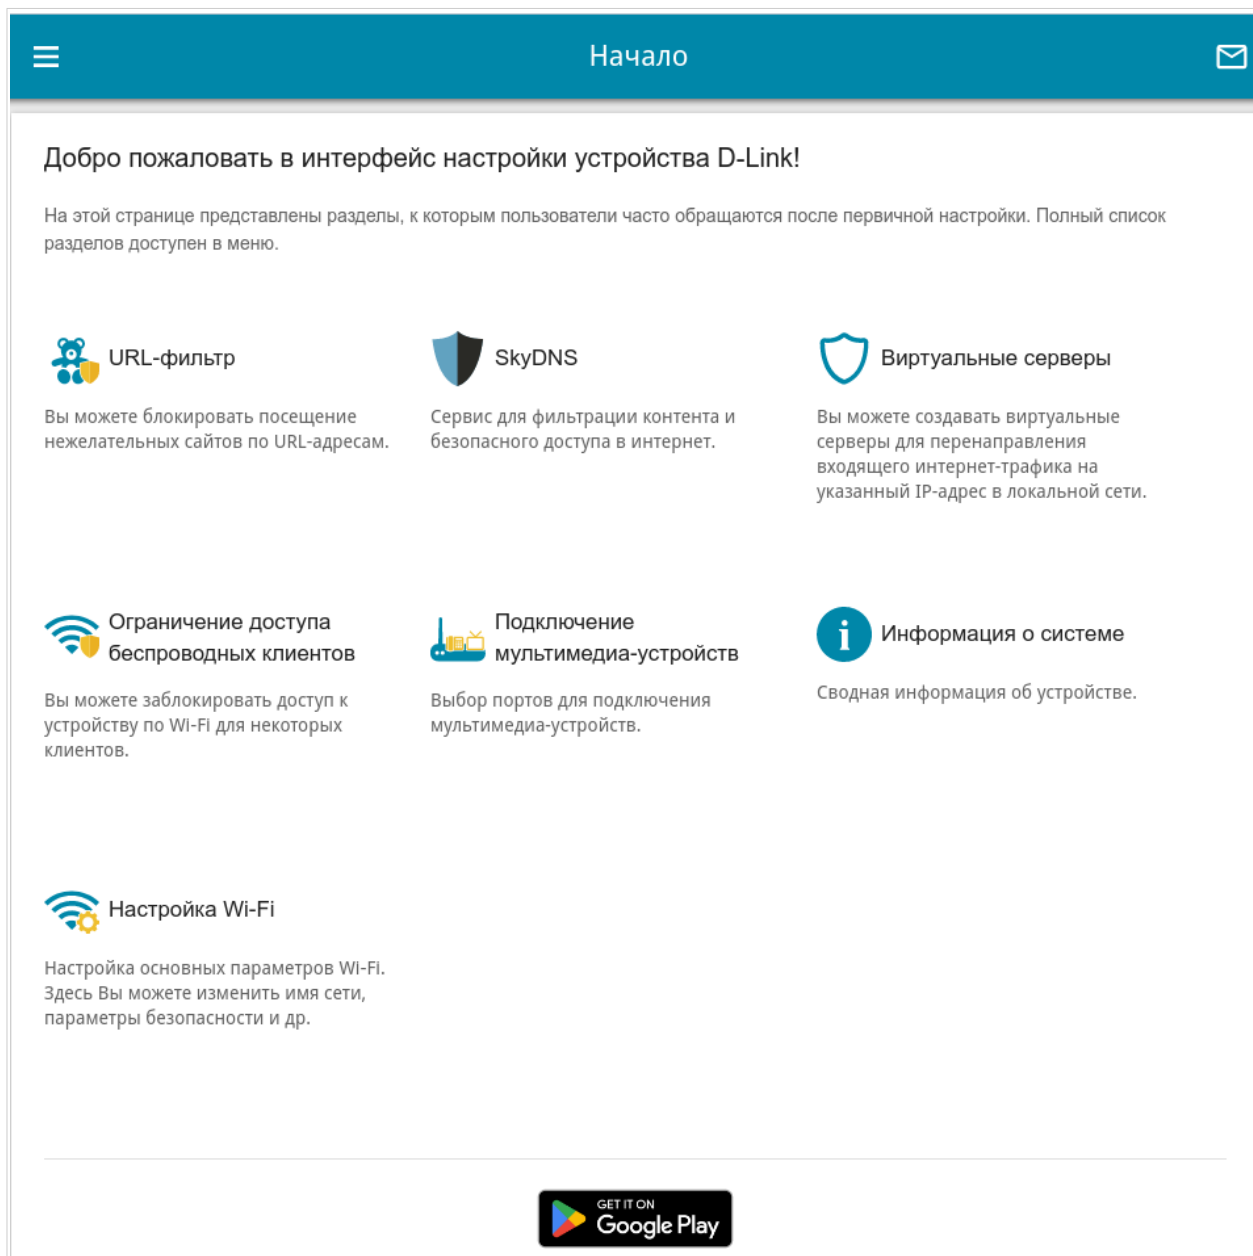 Начало
Добро пожаловать в интерфейс настройки устройства D-Link!
На этой странице представлены разделы, к которым пользователи часто обращаются после первичной настройки. Полный список
разделов доступен в меню.
URL-фильтр
Вы можете блокировать посещение
нежелательных сайтов по URL-адресам.
SkyDNS
Сервис для фильтрации контента и
безопасного доступа в интернет.
Виртуальные серверы
Вы можете создавать виртуальные
серверы для перенаправления
входящего интернет-трафика на
указанный IP-адрес в локальной сети.
Ограничение доступа
беспроводных клиентов
Вы можете заблокировать доступ к
устройству по Wi-Fi для некоторых
клиентов.
Подключение
мультимедиа-устройств
Выбор портов для подключения
мультимедиа-устройств.
Информация о системе
Сводная информация об устройстве.
Настройка Wi-Fi
Настройка основных параметров Wi-Fi.
Здесь Вы можете изменить имя сети,
параметры безопасности и др.
GET IT ON
Google Play